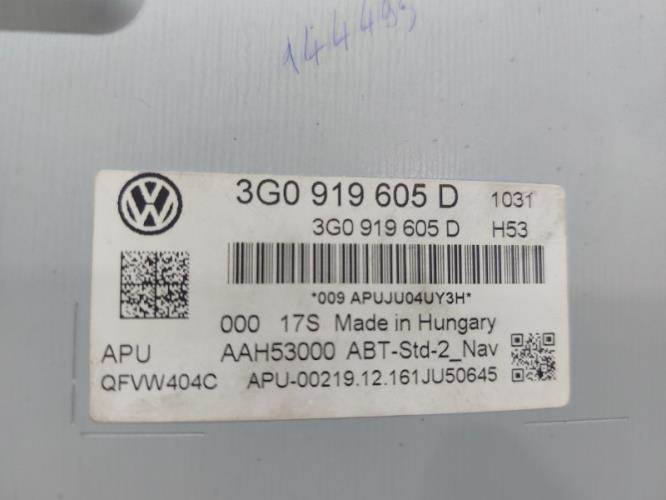 144495
3G0 919 605 D 1031
3G0 919 605 D H53
*009 APUJU04UY3H*
000 17S Made in Hungary
APU AAH53000 ABT-Std-2_Nav
QFVW404C APU-00219.12.161JU50645